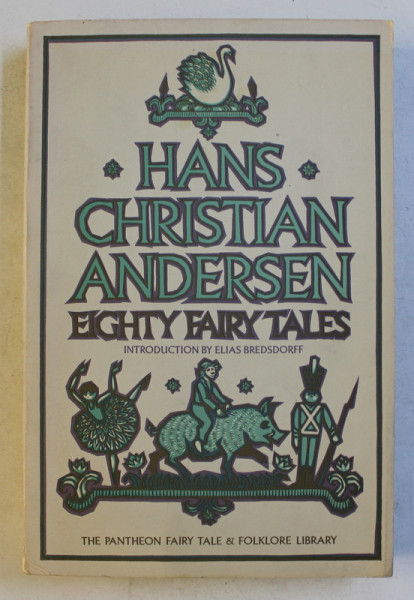 HANS
CHRISTIAN
ANDERSEN
EIGHTY FAIRY TALES
INTRODUCTION BY ELIAS BREDSDORFF
THE PANTHEON FAIRY TALE & FOLKLORE LIBRARY